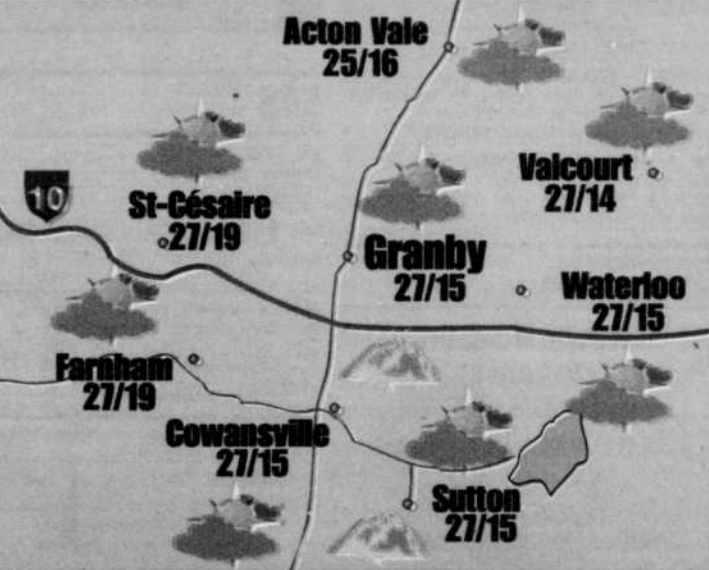 Acton Vale
25/16
Valcourt
27/14
10
St-Césaire
27/19
Granby
27/15
Waterloo
27/15
Farnham
27/19
Cowansville
27/15
Sutton
27/15